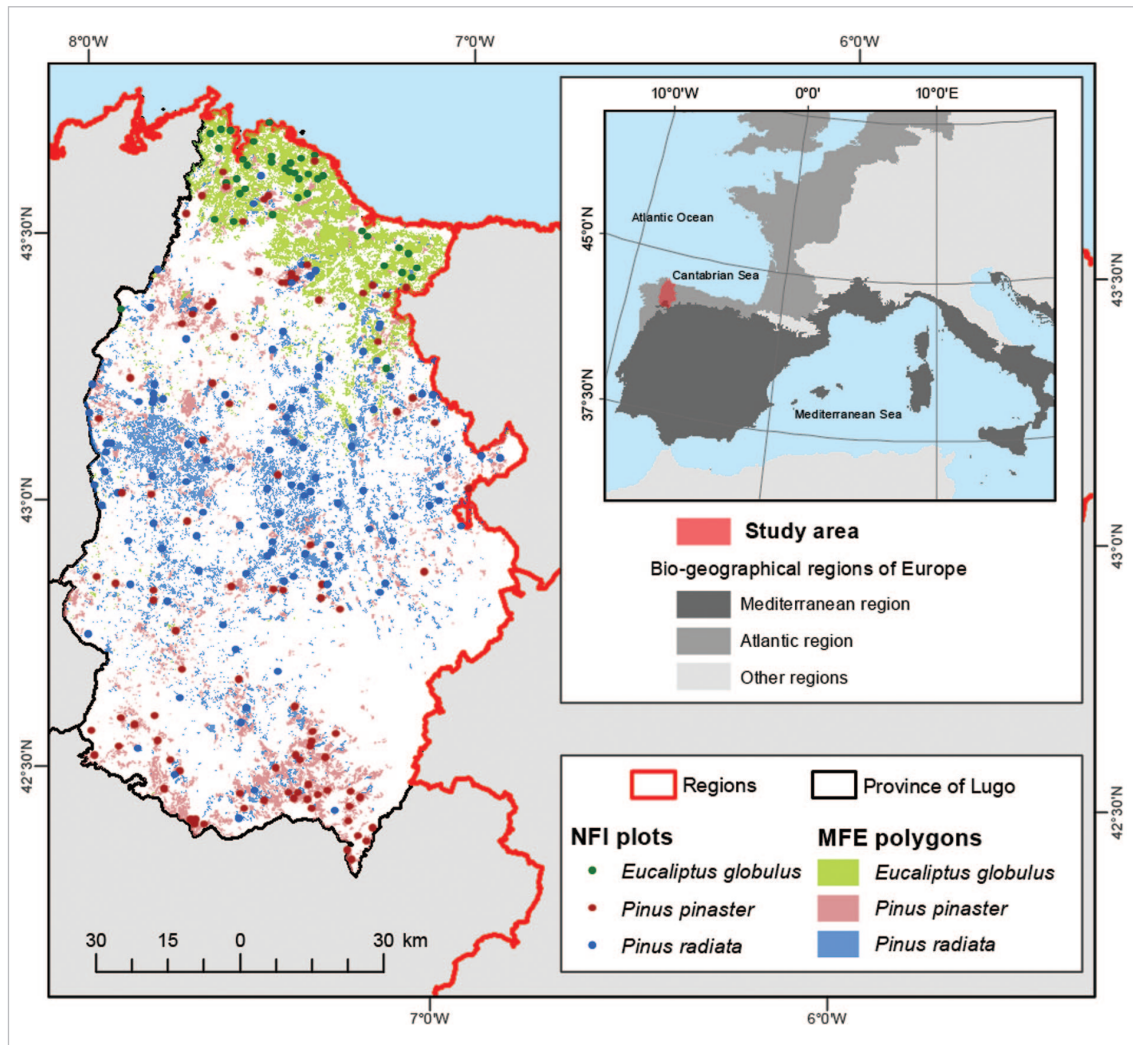 8°0'W
7°0'W
6°0'W
43°30'N
43°0'N
42°30'N
10°0'W
0°0'
10°0'E
45°0'N
37°30'N
Atlantic Ocean
Cantabrian Sea
Mediterranean Sea
Study area
Bio-geographical regions of Europe
Mediterranean region
Atlantic region
Other regions
43°30'N
43°0'N
42°30'N
Regions
Province of Lugo
NFI plots
MFE polygons
Eucaliptus globulus
Eucaliptus globulus
Pinus pinaster
Pinus pinaster
Pinus radiata
Pinus radiata
30 15 0 30 km
7°0'W
6°0'W